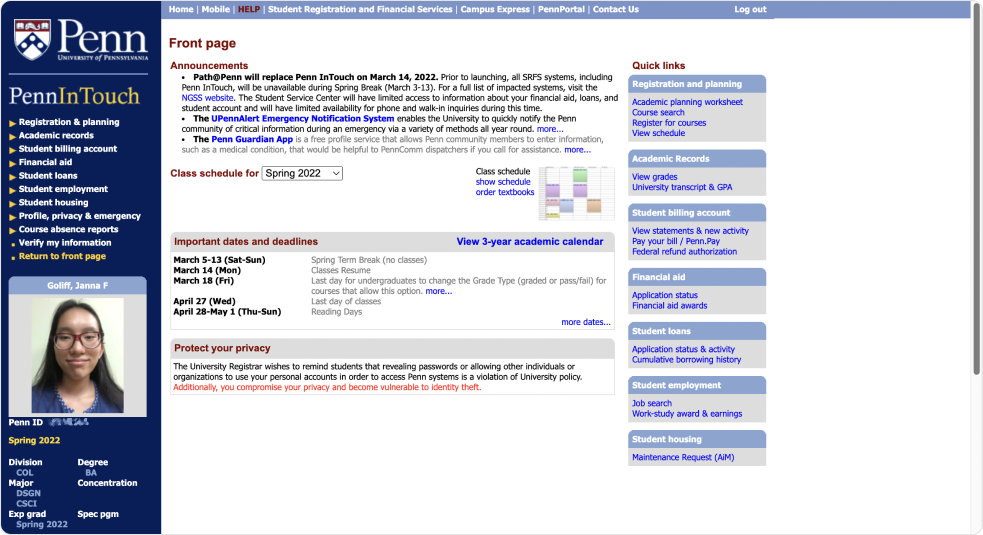 Home | Mobile | HELP | Student Registration and Financial Services | Campus Express | PennPortal | Contact Us
Log out
Penn
UNIVERSITY of PENNSYLVANIA
PennInTouch
Registration & planning
Academic records
Student billing account
Financial aid
Student loans
Student employment
Student housing
Profile, privacy & emergency
Course absence reports
Verify my information
Return to front page
Goliff, Janna F
Penn ID
Spring 2022
Division Degree
COL BA
Major Concentration
DSGN
CSCI
Exp grad Spec pgm
Spring 2022
Front page
Announcements
• Path@Penn will replace Penn InTouch on March 14, 2022. Prior to launching, all SRFS systems, including
Penn InTouch, will be unavailable during Spring Break (March 3-13). For a full list of impacted systems, visit the
NGSS website. The Student Service Center will have limited access to information about your financial aid, loans, and
student account and will have limited availability for phone and walk-in inquiries during this time.
• The UPennAlert Emergency Notification System enables the University to quickly notify the Penn
community of critical information during an emergency via a variety of methods all year round. more...
• The Penn Guardian App is a free profile service that allows Penn community members to enter information,
such as a medical condition, that would be helpful to PennComm dispatchers if you call for assistance. more...
Class schedule for Spring 2022
Class schedule
show schedule
order textbooks
Important dates and deadlines View 3-year academic calendar
March 5-13 (Sat-Sun) Spring Term Break (no classes)
March 14 (Mon) Classes Resume
March 18 (Fri) Last day for undergraduates to change the Grade Type (graded or pass/fail) for
courses that allow this option. more...
April 27 (Wed) Last day of classes
April 28-May 1 (Thu-Sun) Reading Days
more dates...
Protect your privacy
The University Registrar wishes to remind students that revealing passwords or allowing other individuals or
organizations to use your personal accounts in order to access Penn systems is a violation of University policy.
Additionally, you compromise your privacy and become vulnerable to identity theft.
Quick links
Registration and planning
Academic planning worksheet
Course search
Register for courses
View schedule
Academic Records
View grades
University transcript & GPA
Student billing account
View statements & new activity
Pay your bill / Penn.Pay
Federal refund authorization
Financial aid
Application status
Financial aid awards
Student loans
Application status & activity
Cumulative borrowing history
Student employment
Job search
Work-study award & earnings
Student housing
Maintenance Request (AiM)